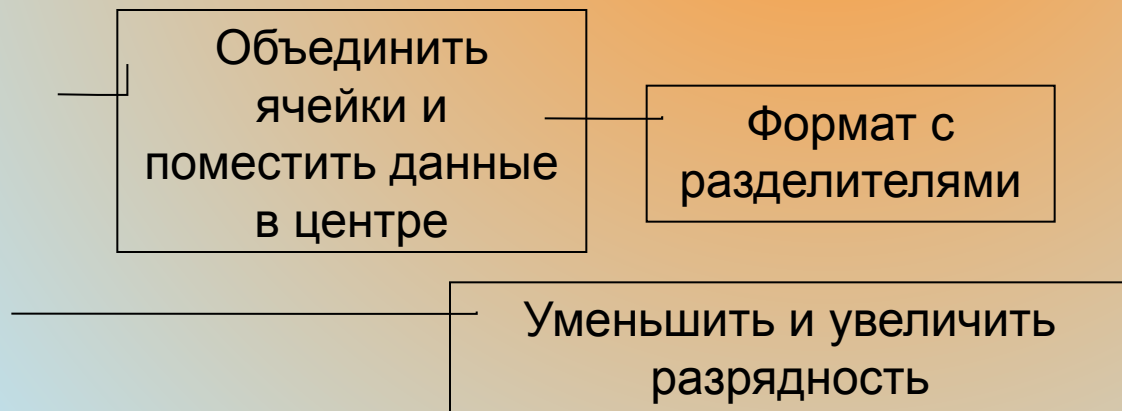 Объединить
ячейки и
поместить данные
в центре
Формат с
разделителями
Уменьшить и увеличить
разрядность